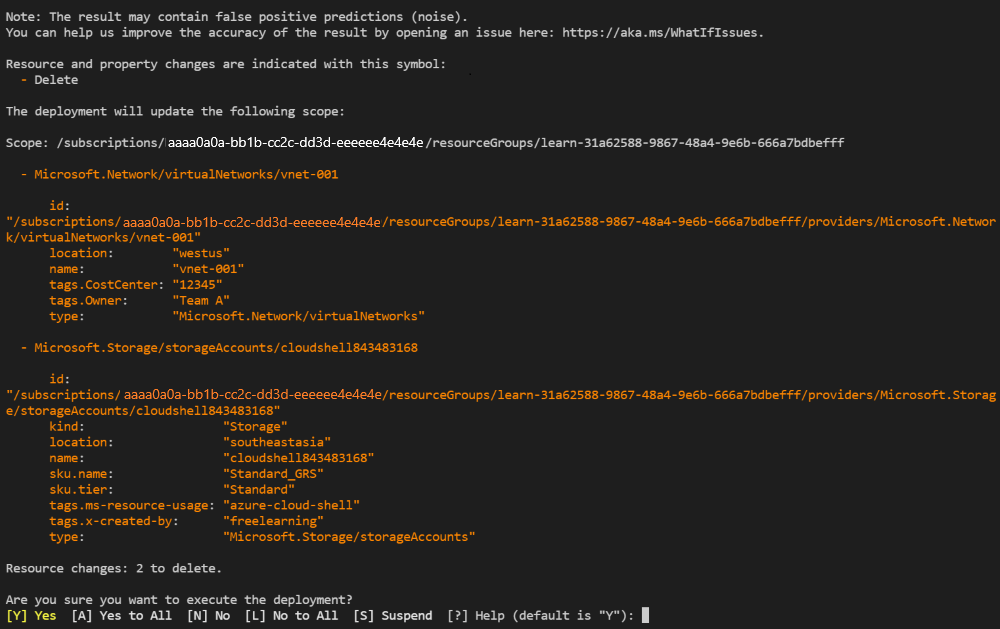 Note: The result may contain false positive predictions (noise).
You can help us improve the accuracy of the result by opening an issue here: https://aka.ms/WhatIfIssues.
Resource and property changes are indicated with this symbol:
- Delete
The deployment will update the following scope:
Scope: /subscriptions/aaaa0a0a-bb1b-cc2c-dd3d-eeeeee4e4e4e/resourceGroups/learn-31a62588-9867-48a4-9e6b-666a7bdbefff
- Microsoft.Network/virtualNetworks/vnet-001
id:
"/subscriptions/aaaa0a0a-bb1b-cc2c-dd3d-eeeeee4e4e4e/resourceGroups/learn-31a62588-9867-48a4-9e6b-666a7bdbefff/providers/Microsoft.Networ
k/virtualNetworks/vnet-001"
location: "westus"
name: "vnet-001"
tags.CostCenter: "12345"
tags.Owner: "Team A"
type: "Microsoft.Network/virtualNetworks"
- Microsoft.Storage/storageAccounts/cloudshell843483168
id:
"/subscriptions/aaaa0a0a-bb1b-cc2c-dd3d-eeeeee4e4e4e/resourceGroups/learn-31a62588-9867-48a4-9e6b-666a7bdbefff/providers/Microsoft.Storag
e/storageAccounts/cloudshell843483168"
kind: "Storage"
location: "southeastasia"
name: "cloudshell843483168"
sku.name: "Standard_GRS"
sku.tier: "Standard"
tags.ms-resource-usage: "azure-cloud-shell"
tags.x-created-by: "freelearning"
type: "Microsoft.Storage/storageAccounts"
Resource changes: 2 to delete.
Are you sure you want to execute the deployment?
[Y] Yes [A] Yes to All [N] No [L] No to All [S] Suspend [?] Help (default is "Y"):